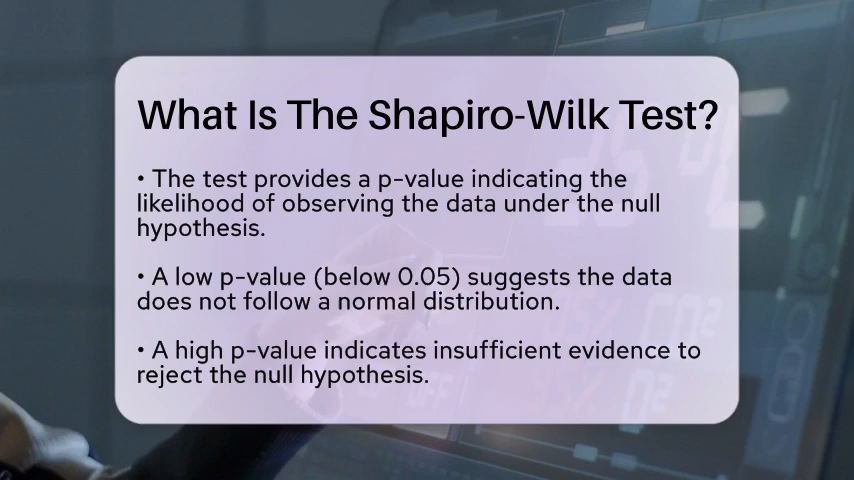 What Is The Shapiro-Wilk Test?
• The test provides a p-value indicating the
likelihood of observing the data under the null
hypothesis.
• A low p-value (below 0.05) suggests the data
does not follow a normal distribution.
• A high p-value indicates insufficient evidence to
reject the null hypothesis.